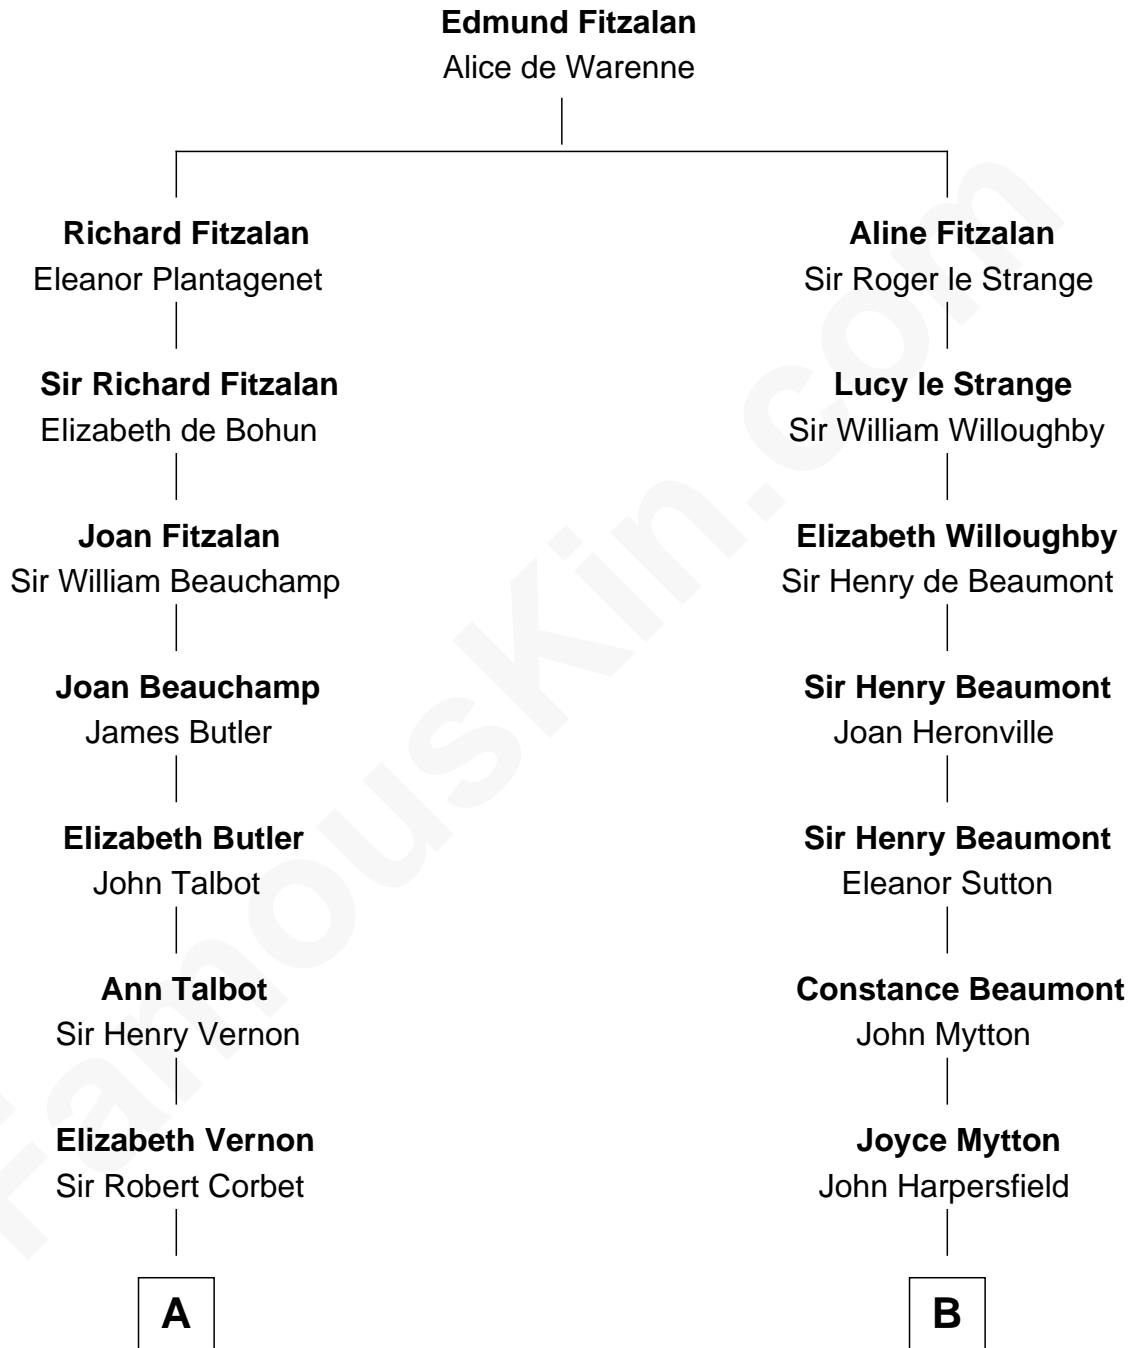 Edmund Fitzalan
Alice de Warenne
Richard Fitzalan
Eleanor Plantagenet
Aline Fitzalan
Sir Roger le Strange
Sir Richard Fitzalan
Elizabeth de Bohun
Lucy le Strange
Sir William Willoughby
Joan Fitzalan
Sir William Beauchamp
Elizabeth Willoughby
Sir Henry de Beaumont
Joan Beauchamp
James Butler
Sir Henry Beaumont
Joan Heronville
Elizabeth Butler
John Talbot
Sir Henry Beaumont
Eleanor Sutton
Ann Talbot
Sir Henry Vernon
Constance Beaumont
John Mytton
Elizabeth Vernon
Sir Robert Corbet
Joyce Mytton
John Harpersfield
A
B
FamousKin.com